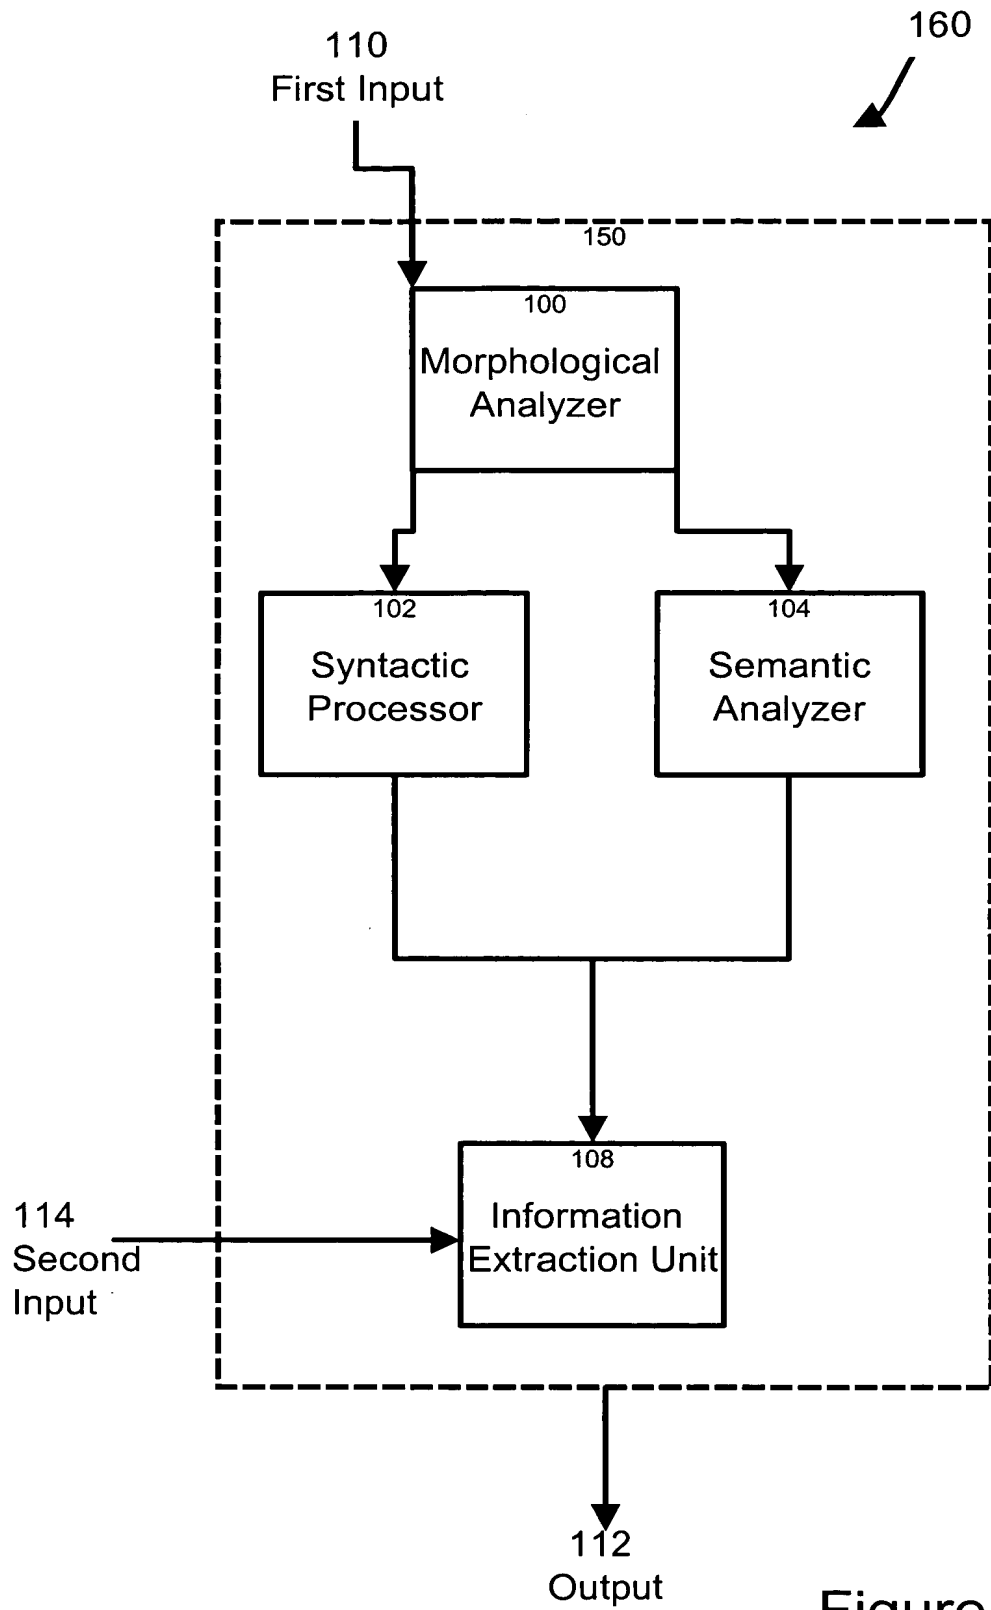 160
110
First Input
150
100
Morphological
Analyzer
102
Syntactic
Processor
104
Semantic
Analyzer
108
Information
Extraction Unit
114
Second
Input
112
Output
Figure